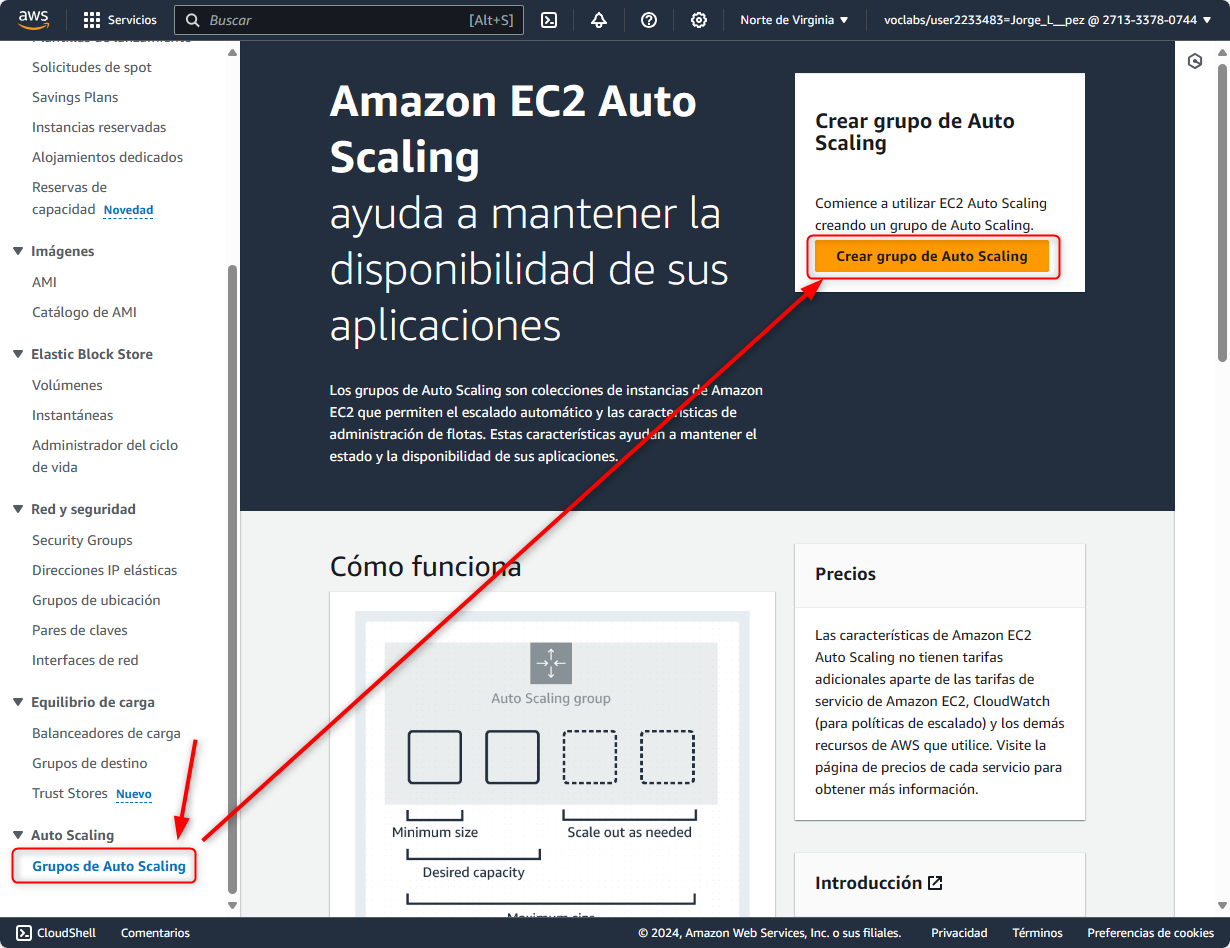 aws
Servicios
Buscar
[Alt+S]
Norte de Virginia
voclabs/user2233483=Jorge_L__pez @ 2713-3378-0744
Plantillas de lanzamiento
Solicitudes de spot
Savings Plans
Instancias reservadas
Alojamientos dedicados
Reservas de
capacidad Novedad
Imágenes
AMI
Catálogo de AMI
Elastic Block Store
Volúmenes
Instantáneas
Administrador del ciclo
de vida
Red y seguridad
Security Groups
Direcciones IP elásticas
Grupos de ubicación
Pares de claves
Interfaces de red
Equilibrio de carga
Balanceadores de carga
Grupos de destino
Trust Stores Nuevo
Auto Scaling
Grupos de Auto Scaling
Amazon EC2 Auto
Scaling
ayuda a mantener la
disponibilidad de sus
aplicaciones
Los grupos de Auto Scaling son colecciones de instancias de Amazon
EC2 que permiten el escalado automático y las características de
administración de flotas. Estas características ayudan a mantener el
estado y la disponibilidad de sus aplicaciones.
Crear grupo de Auto
Scaling
Comience a utilizar EC2 Auto Scaling
creando un grupo de Auto Scaling.
Crear grupo de Auto Scaling
Cómo funciona
Auto Scaling group
Minimum size
Scale out as needed
Desired capacity
Maximum size
Precios
Las características de Amazon EC2
Auto Scaling no tienen tarifas
adicionales aparte de las tarifas de
servicio de Amazon EC2, CloudWatch
(para políticas de escalado) y los demás
recursos de AWS que utilice. Visite la
página de precios de cada servicio para
obtener más información.
Introducción
CloudShell
Comentarios
© 2024, Amazon Web Services, Inc. o sus filiales.
Privacidad
Términos
Preferencias de cookies